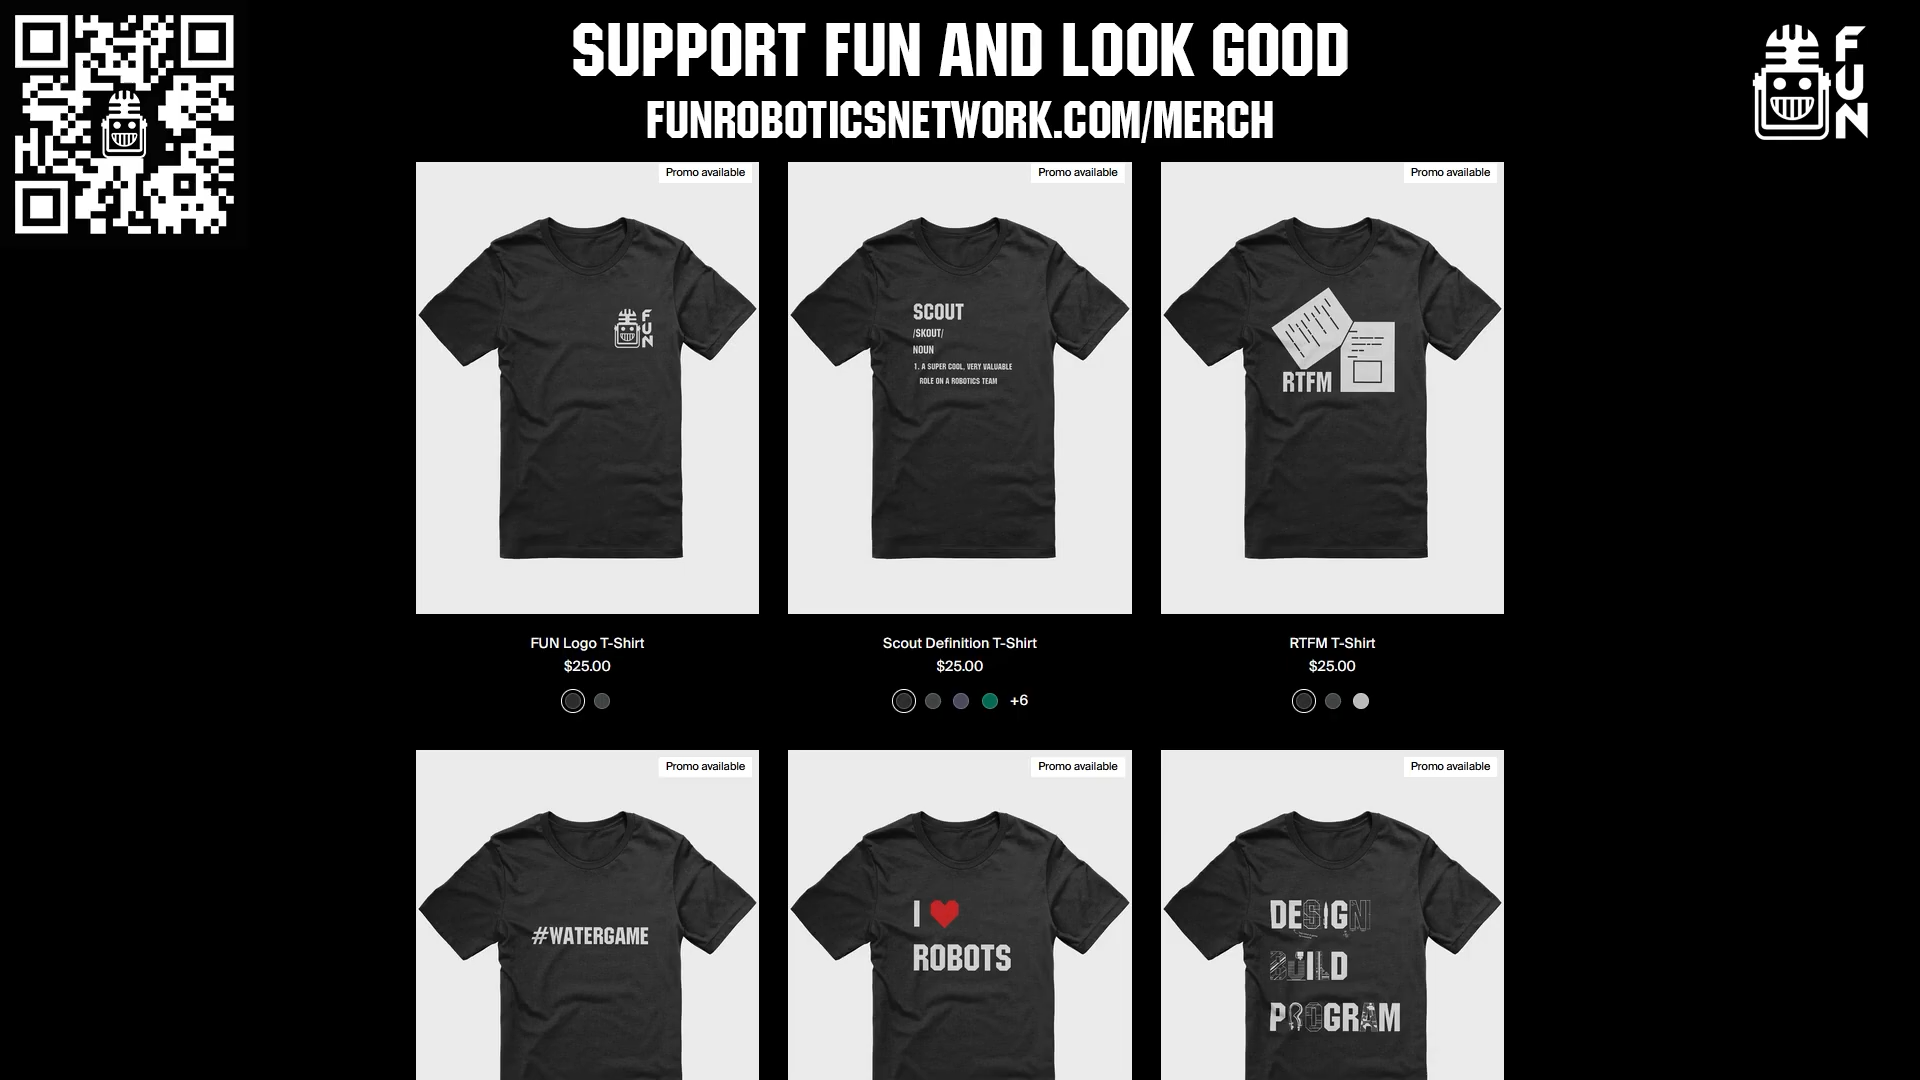 SUPPORT FUN AND LOOK GOOD
FUNROBOTICSNETWORK.COM/MERCH
FUN
Promo available
Promo available
Promo available
FUN
SCOUT
/SKOUT/
NOUN
1. A SUPER COOL, VERY VALUABLE
ROLE ON A ROBOTICS TEAM
RTFM
FUN Logo T-Shirt
$25.00
Scout Definition T-Shirt
$25.00
+6
RTFM T-Shirt
$25.00
Promo available
Promo available
Promo available
#WATERGAME
I ❤
ROBOTS
DESIGN
BUILD
PROGRAM